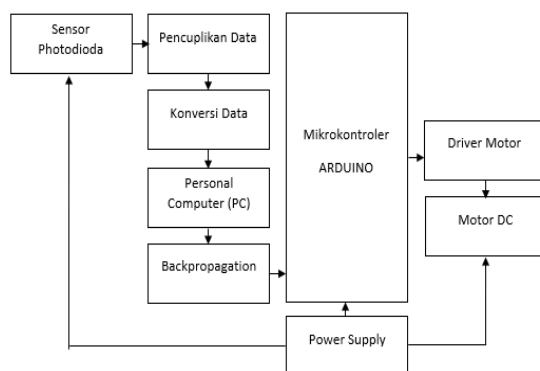 Sensor
Photodioda
Pencuplikan Data
Konversi Data
Personal
Computer (PC)
Backpropagation
Mikrokontroler
ARDUINO
Driver Motor
Motor DC
Power Supply